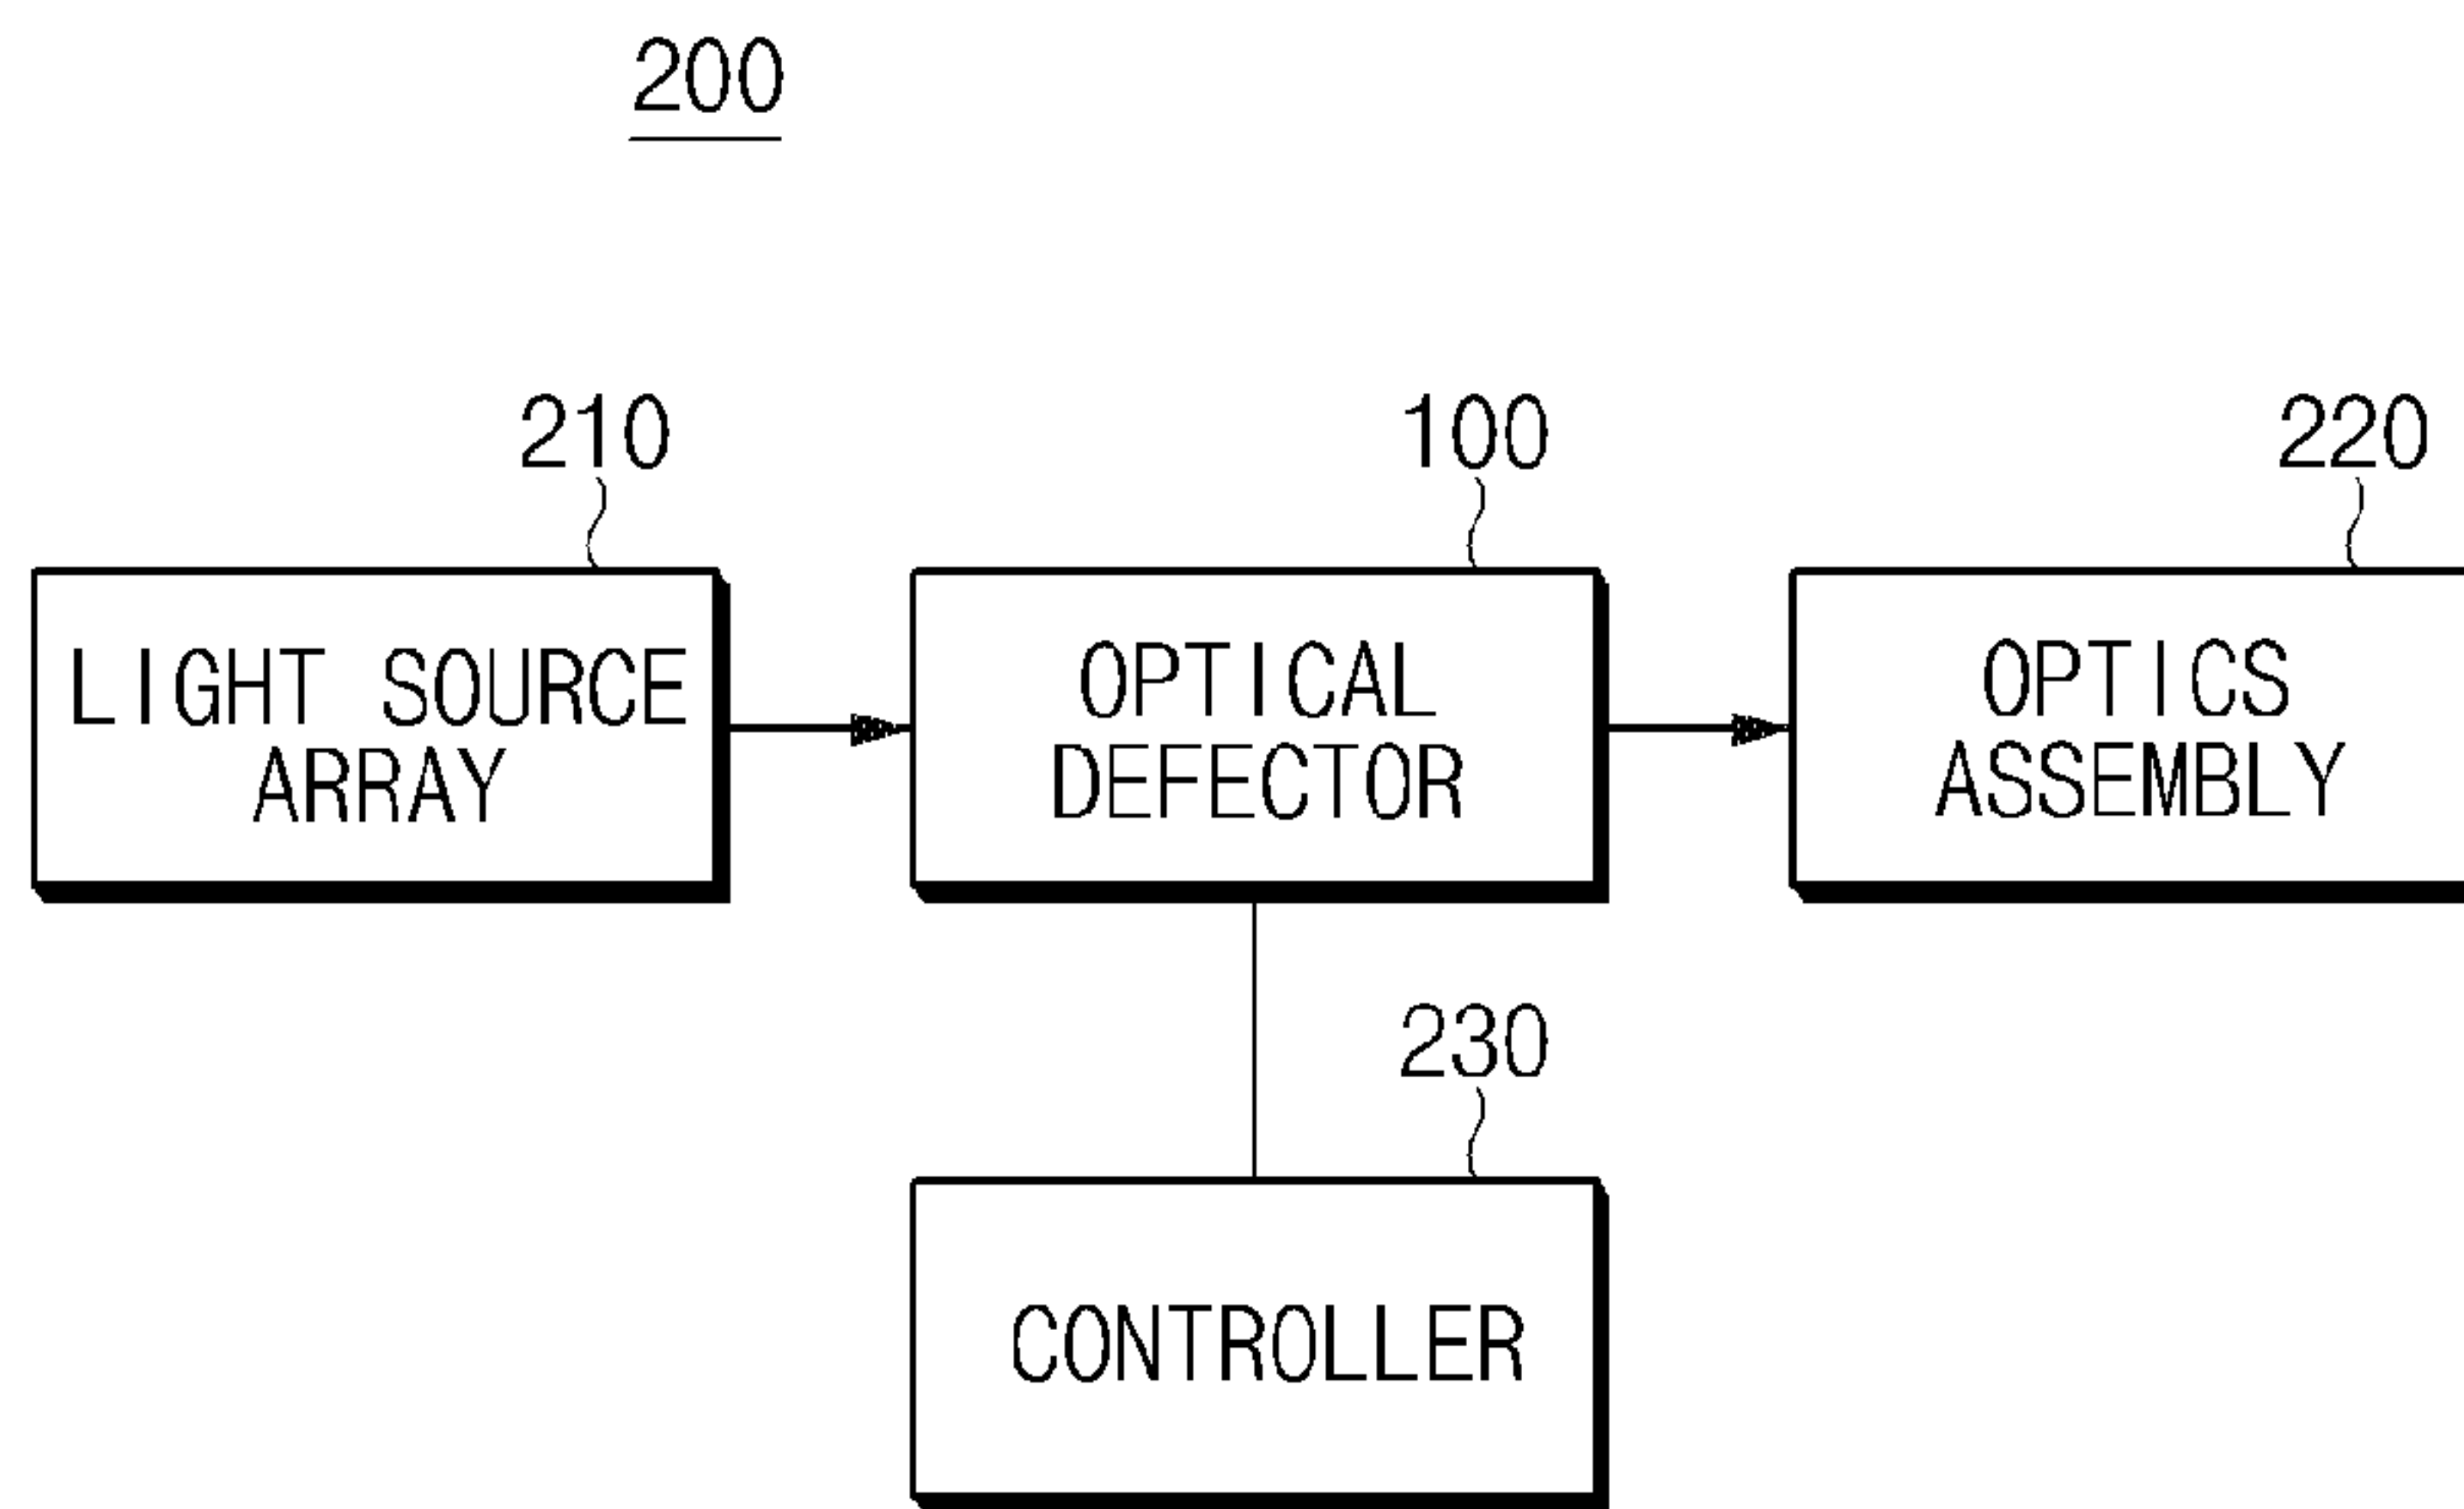 200
210
100
220
LIGHT SOURCE
ARRAY
OPTICAL
DEFECTOR
OPTICS
ASSEMBLY
230
CONTROLLER